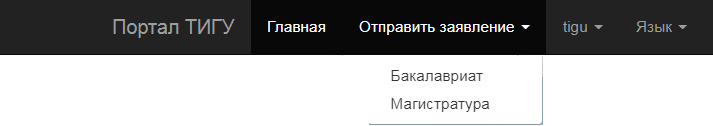 Портал ТИГУ Главная Отправить заявление tigu Язык
Бакалавриат
Магистратура